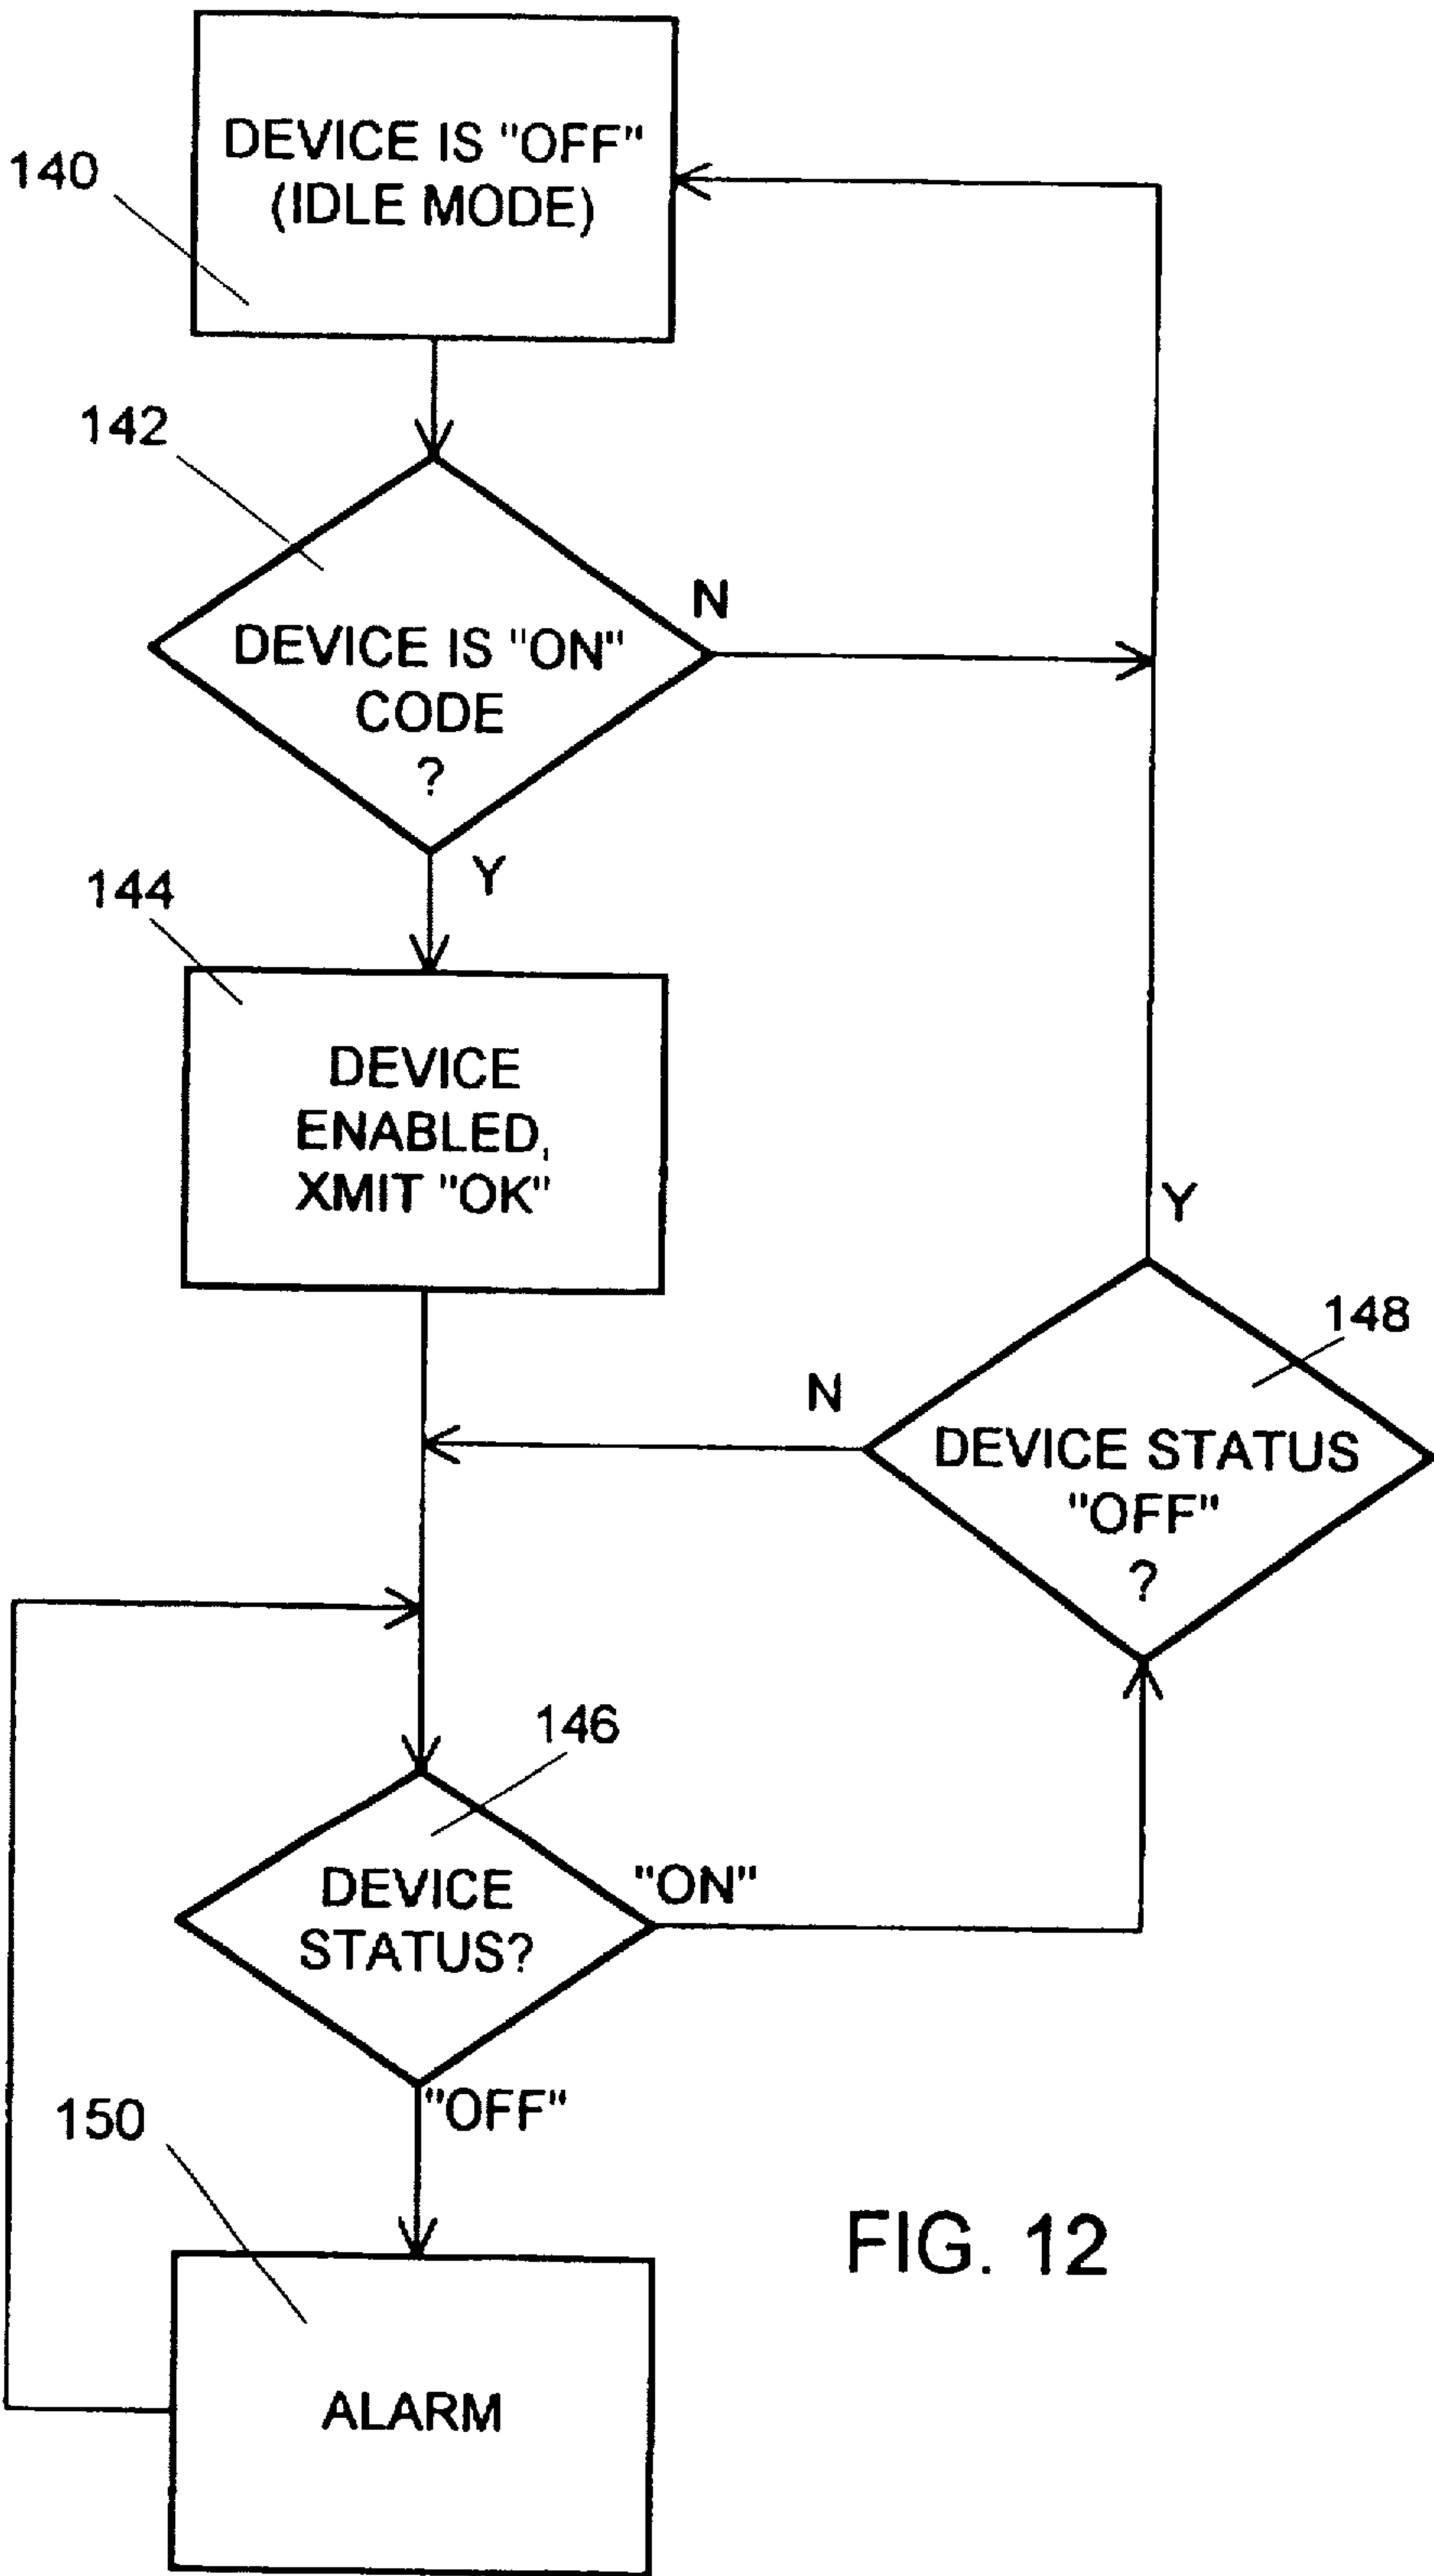 DEVICE IS "OFF"
(IDLE MODE)
140
142
N
DEVICE IS "ON"
CODE
?
Y
144
DEVICE
ENABLED,
XMIT "OK"
Y
148
N
DEVICE STATUS
"OFF"
?
146
DEVICE
STATUS?
"ON"
"OFF"
150
ALARM
FIG. 12